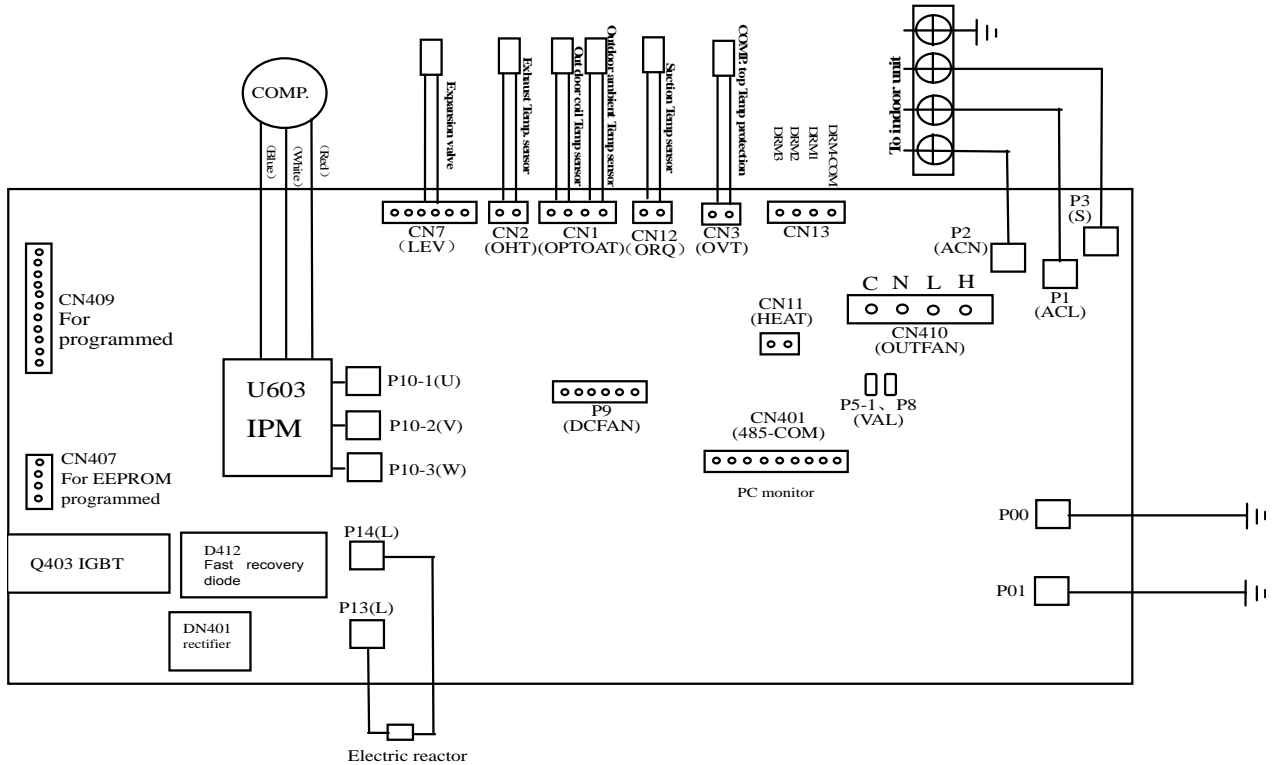 COMP.
(Blue)
(White)
(Red)
Expansion valve
Exhaust Temp. sensor
Out door coil Temp sensor
Outdoor ambient Temp sensor
Suction Temp sensor
COMP. top Temp protection
DRM3
DRM2
DRM1
DRM-COM
To indoor unit
CN7
(LEV)
CN2
(OHT)
CN1
(OPTOAT)
CN12
(ORQ)
CN3
(OVT)
CN13
P3
(S)
P2
(ACN)
P1
(ACL)
CN409
For
programmed
CN11
(HEAT)
C N L H
CN410
(OUTFAN)
U603
IPM
P10-1(U)
P10-2(V)
P10-3(W)
P9
(DCFAN)
P5-1、P8
(VAL)
CN401
(485-COM)
PC monitor
CN407
For EEPROM
programmed
P00
P01
Q403 IGBT
D412
Fast recovery
diode
P14(L)
P13(L)
DN401
rectifier
Electric reactor